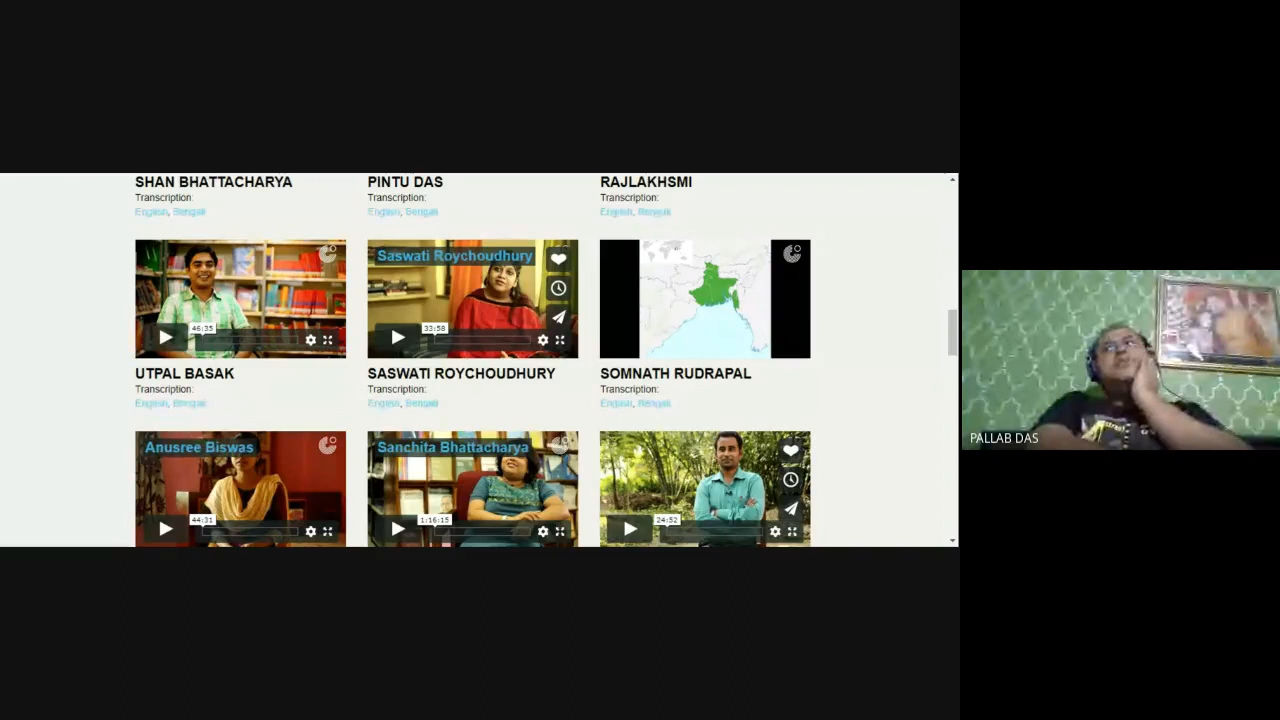 SHAN BHATTACHARYA
Transcription:
English, Bengali
PINTU DAS
Transcription:
English, Bengali
RAJLAKHSMI
Transcription:
English, Bengali
46:35
UTPAL BASAK
Transcription:
English, Bengali
Saswati Roychoudhury
33:58
SASWATI ROYCHOUDHURY
Transcription:
English, Bengali
SOMNATH RUDRAPAL
Transcription:
English, Bengali
Anusree Biswas
44:31
Sanchita Bhattacharya
1:16:15
24:52
PALLAB DAS